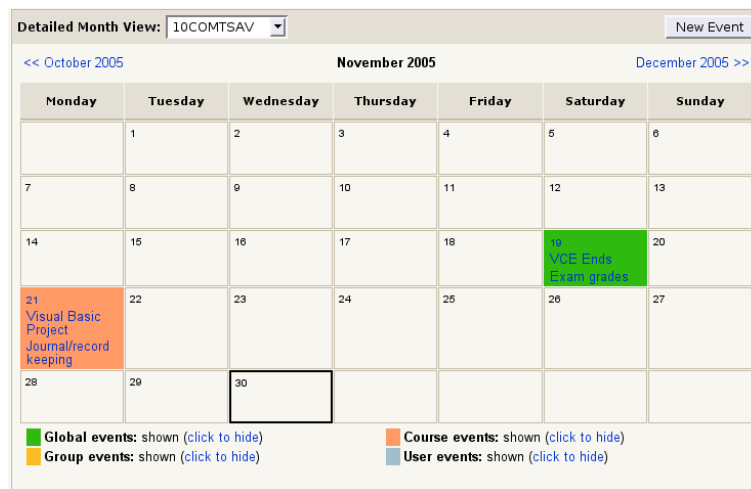 Detailed Month View: 10COMTSAV New Event
<< October 2005 November 2005 December 2005 >>
Monday Tuesday Wednesday Thursday Friday Saturday Sunday
1 2 3 4 5 6
7 8 9 10 11 12 13
14 15 16 17 18 19 20
VCE Ends
Exam grades
21 22 23 24 25 26 27
Visual Basic
Project
Journal/record
keeping
28 29 30
Global events: shown (click to hide) Course events: shown (click to hide)
Group events: shown (click to hide) User events: shown (click to hide)